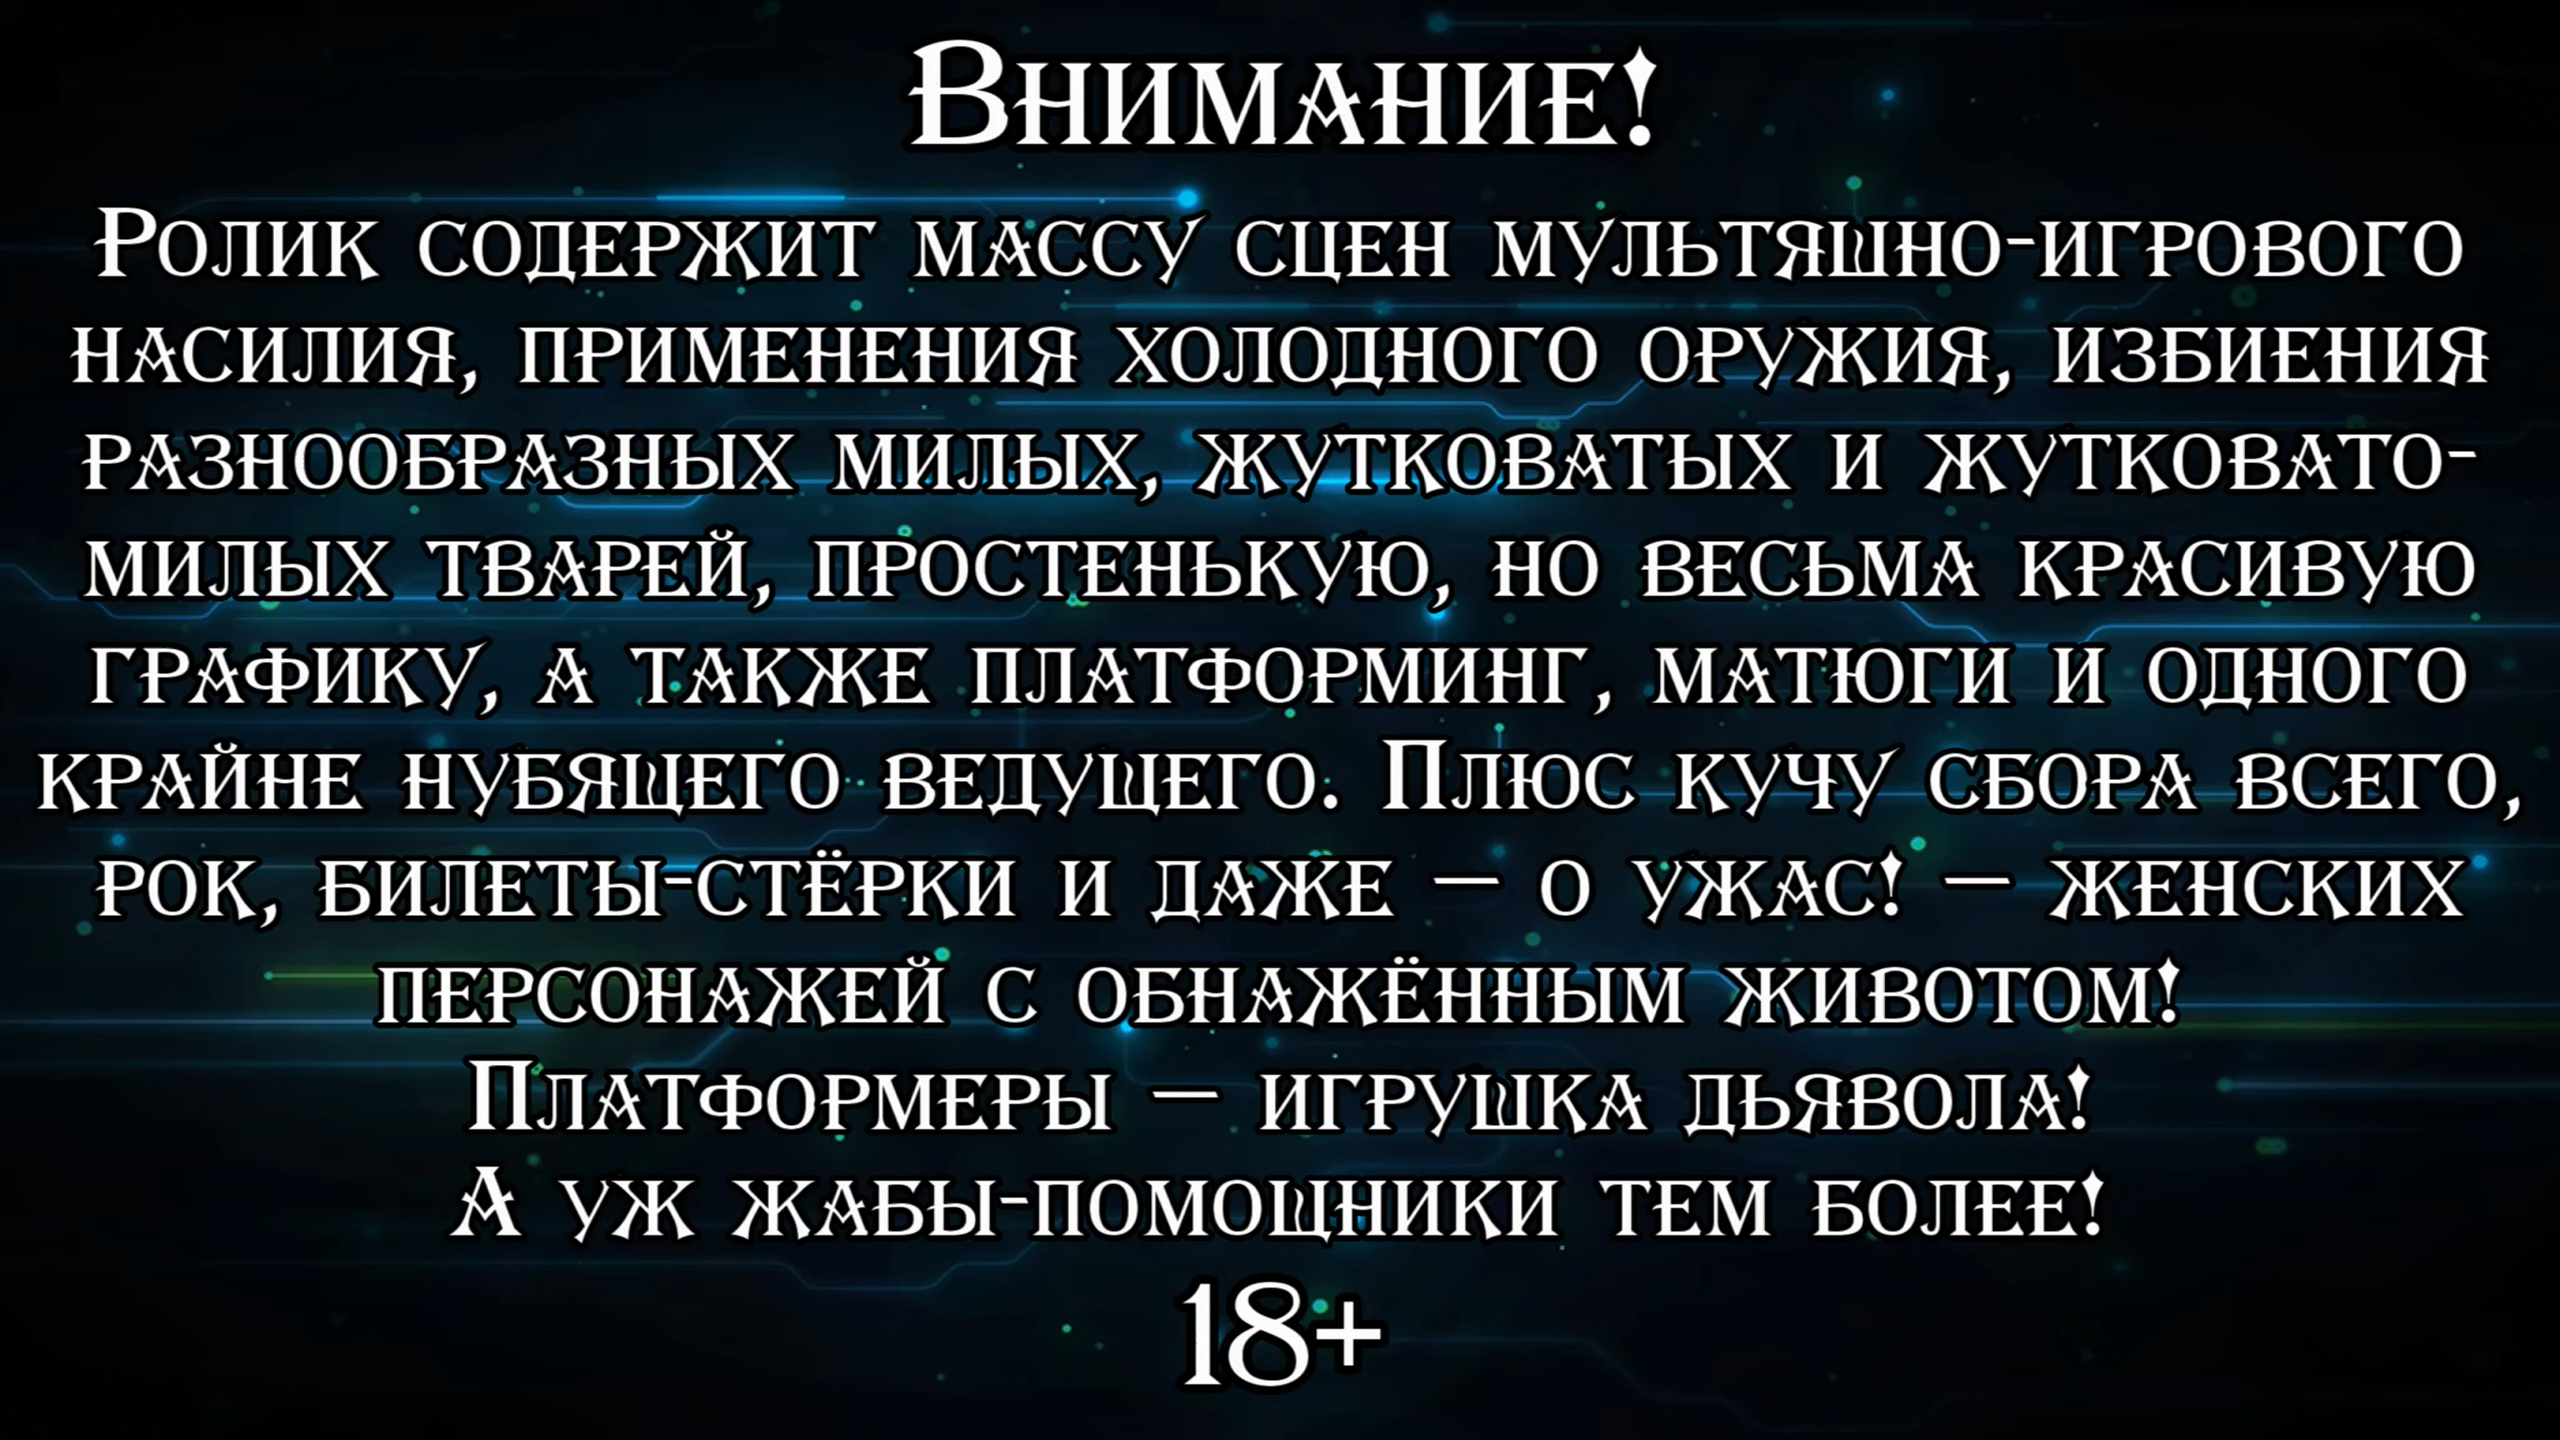 Внимание!
Ролик содержит массу сцен мультяшно-игрового
насилия, применения холодного оружия, избиения
разнообразных милых, жутковатых и жутковато-
милых тварей, простенькую, но весьма красивую
графику, а также платформинг, матюги и одного
крайне нубящего ведущего. Плюс кучу сбора всего,
рок, билеты-стёрки и даже — о ужас! — женских
персонажей с обнажённым животом!
Платформеры — игрушка дьявола!
А уж жабы-помощники тем более!
18+